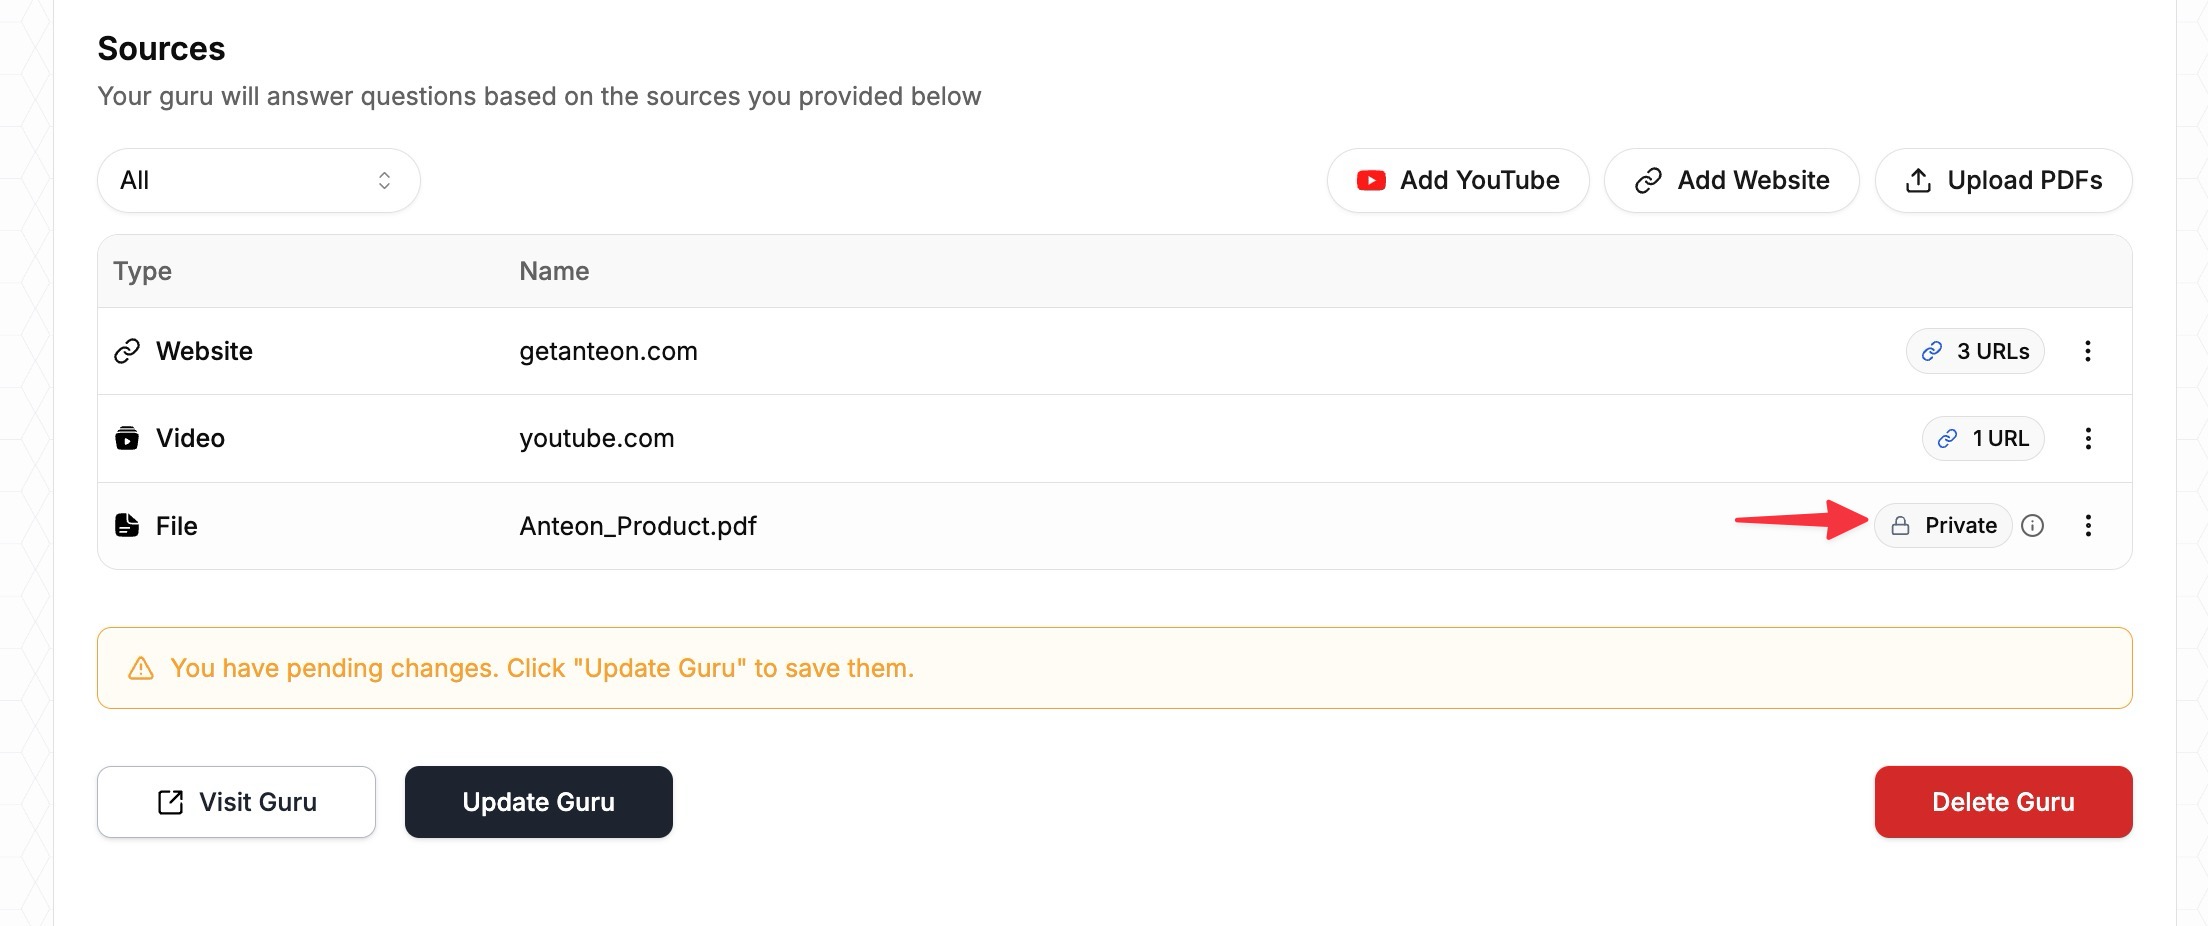 Sources
Your guru will answer questions based on the sources you provided below
All
Add YouTube
Add Website
Upload PDFs
Type Name
Website getanteon.com 3 URLs
Video youtube.com 1 URL
File Anteon_Product.pdf Private
You have pending changes. Click "Update Guru" to save them.
Visit Guru
Update Guru
Delete Guru